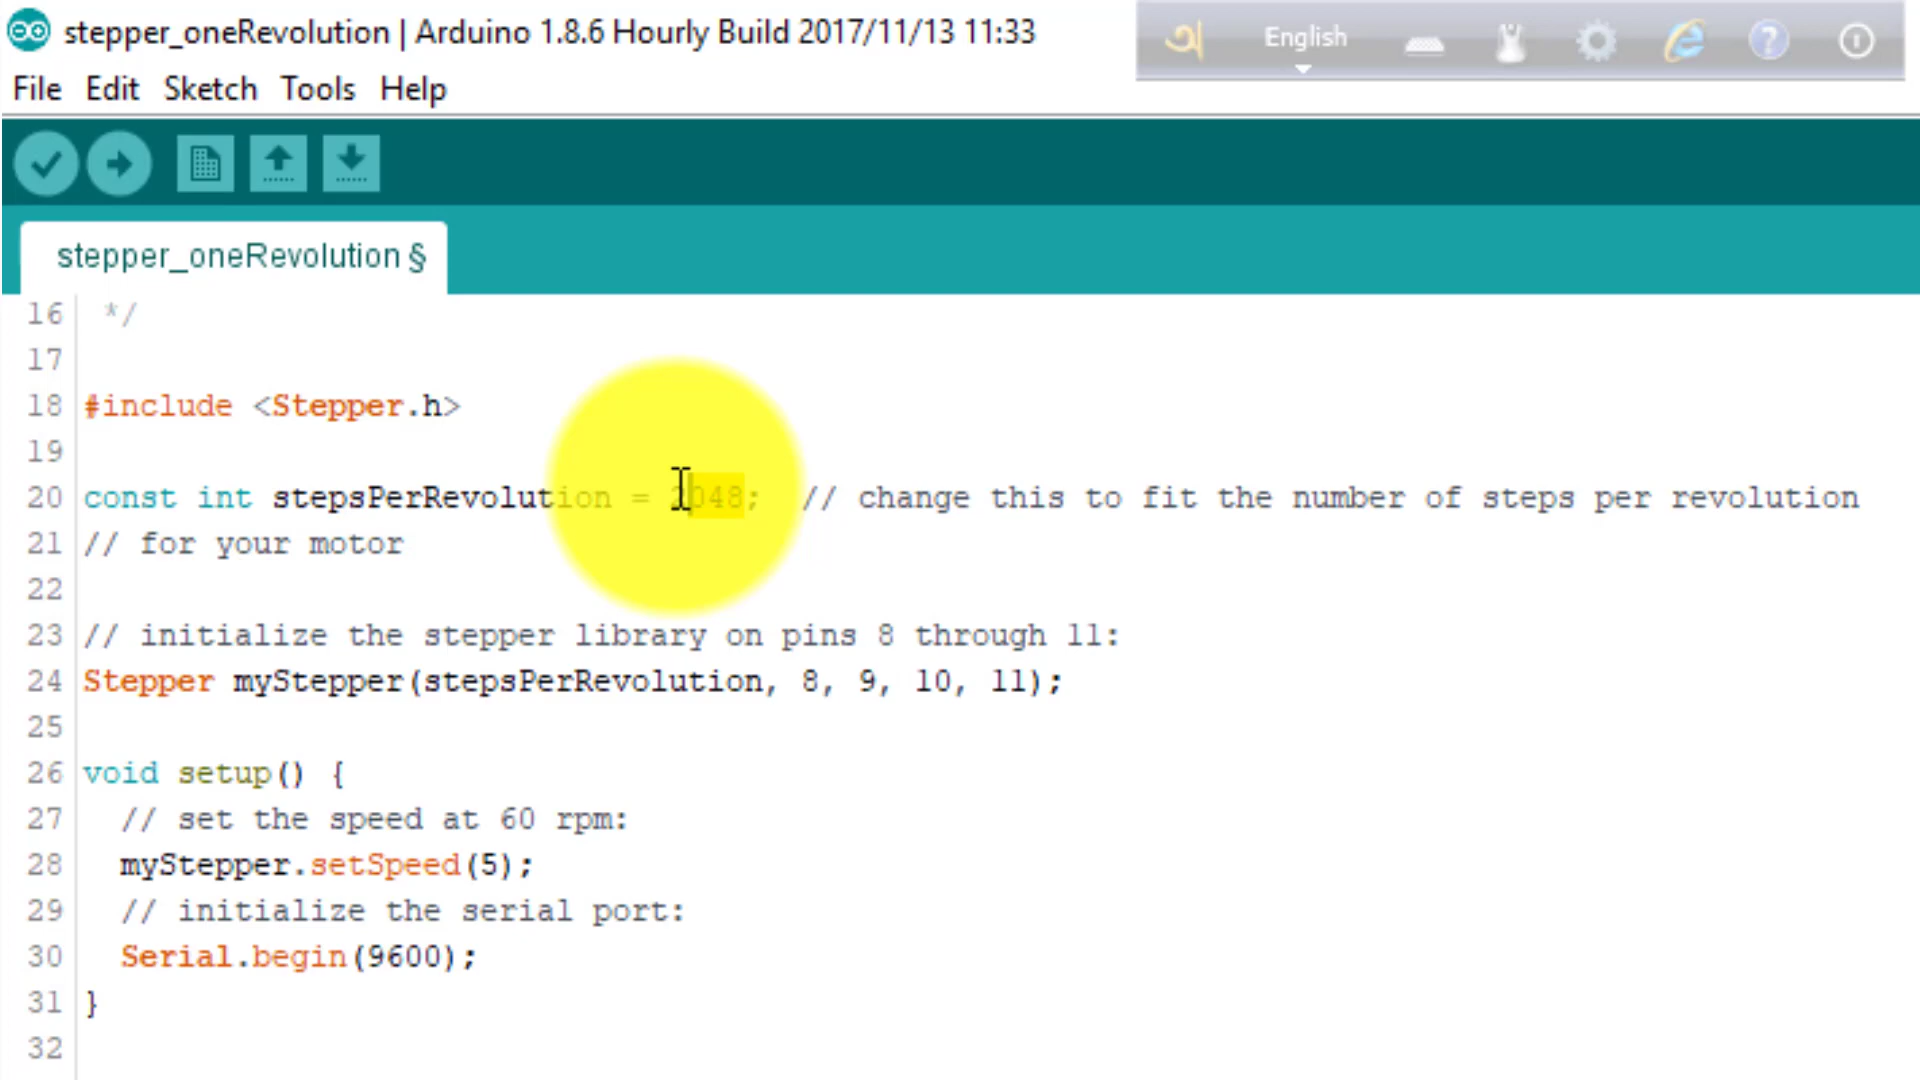 stepper_oneRevolution | Arduino 1.8.6 Hourly Build 2017/11/13 11:33
অ English
File Edit Sketch Tools Help
stepper_oneRevolution §
16 */
17
18 #include <Stepper.h>
19
20 const int stepsPerRevolution = 2048; // change this to fit the number of steps per revolution
21 // for your motor
22
23 // initialize the stepper library on pins 8 through 11:
24 Stepper myStepper(stepsPerRevolution, 8, 9, 10, 11);
25
26 void setup() {
27 // set the speed at 60 rpm:
28 myStepper.setSpeed(5);
29 // initialize the serial port:
30 Serial.begin(9600);
31 }
32